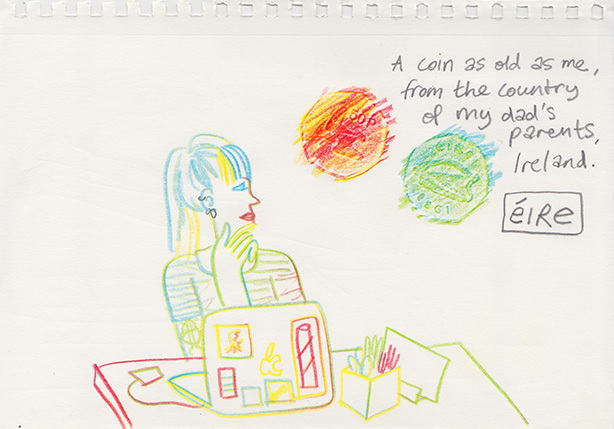 A coin as old as me,
from the country
of my dad's
parents,
Ireland.
éIRe